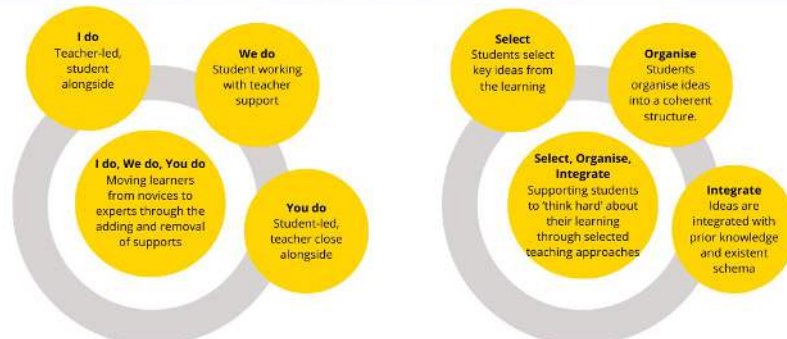 I do
Teacher-led,
student
alongside
We do
Student working
with teacher
support
I do, We do, You do
Moving learners
from novices to
experts through the
adding and removal
of supports
You do
Student-led,
teacher close
alongside
Select
Students select
key ideas from
the learning
Organise
Students
organise ideas
into a coherent
structure.
Select, Organise,
Integrate
Supporting students
to ‘think hard’ about
their learning
through selected
teaching approaches
Integrate
Ideas are
integrated with
prior knowledge
and existent
schema